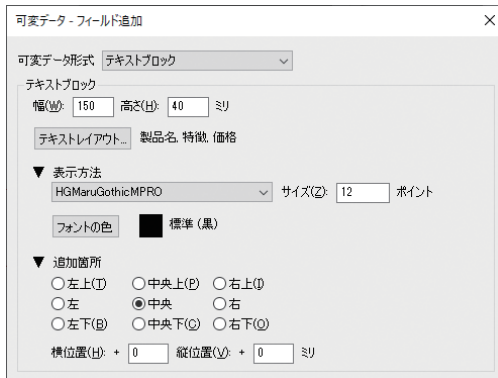 可変データ - フィールド追加 ×
可変データ形式 テキストブロック
テキストブロック
幅(W): 150 高さ(H): 40 ミリ
テキストレイアウト... 製品名, 特徴, 価格
▼ 表示方法
HGMaruGothicMPRO サイズ(Z): 12 ポイント
フォントの色 標準 (黒)
▼ 追加箇所
左上(T) 中央上(P) 右上(I)
左 中央 右
左下(B) 中央下(C) 右下(O)
横位置(H): + 0 縦位置(V): + 0 ミリ